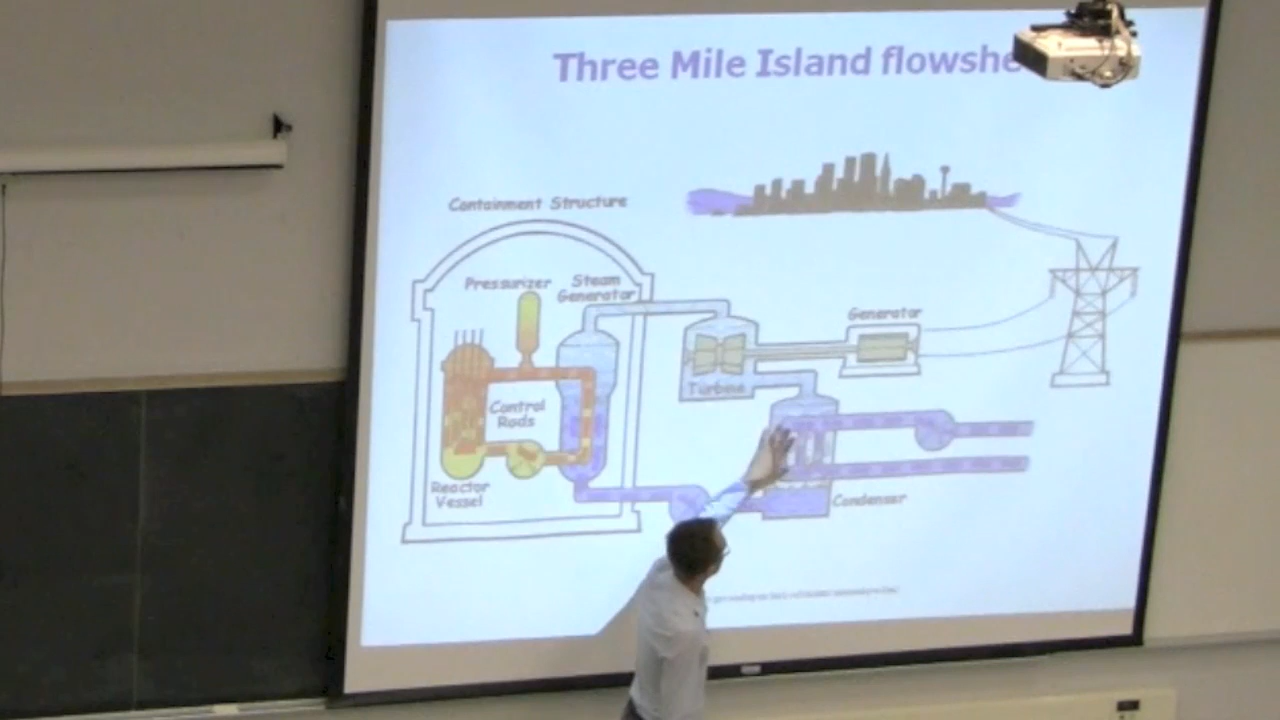 Three Mile Island flowshe
Containment Structure
Pressurizer
Steam
Generator
Generator
Turbine
Control
Rods
Reactor
Vessel
Condenser